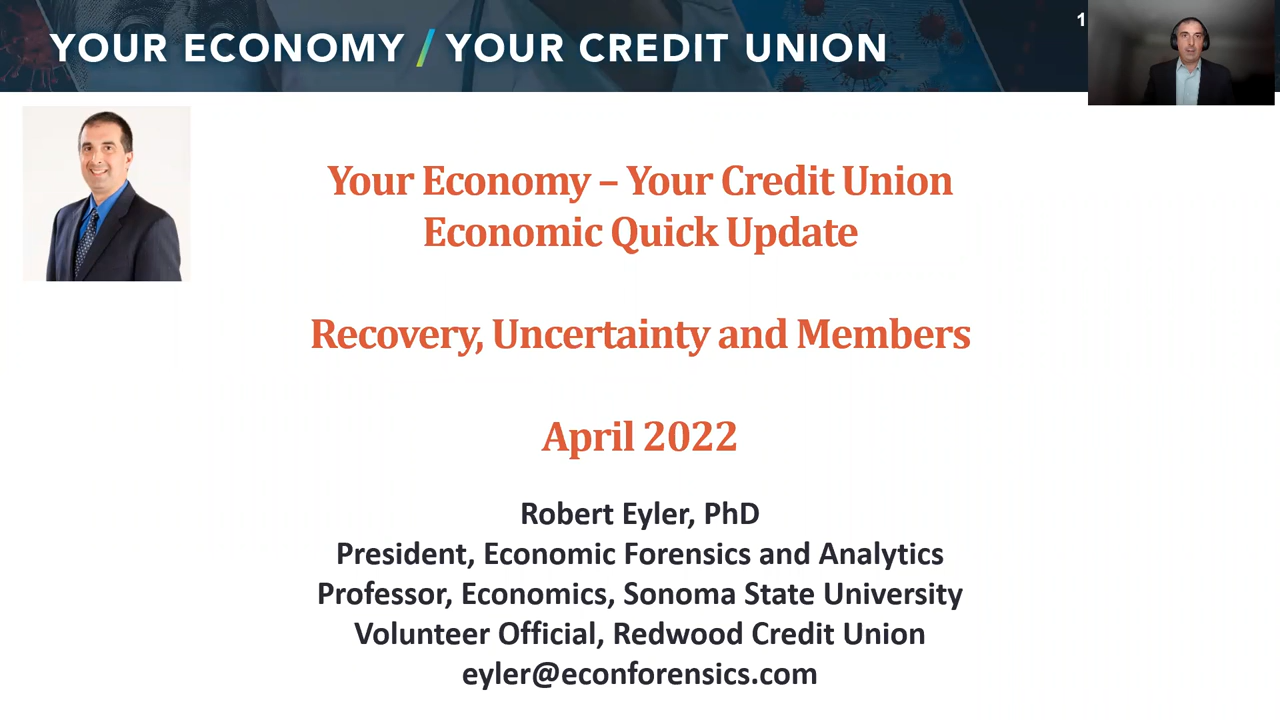 YOUR ECONOMY / YOUR CREDIT UNION
1
Your Economy – Your Credit Union
Economic Quick Update
Recovery, Uncertainty and Members
April 2022
Robert Eyler, PhD
President, Economic Forensics and Analytics
Professor, Economics, Sonoma State University
Volunteer Official, Redwood Credit Union
eyler@econforensics.com